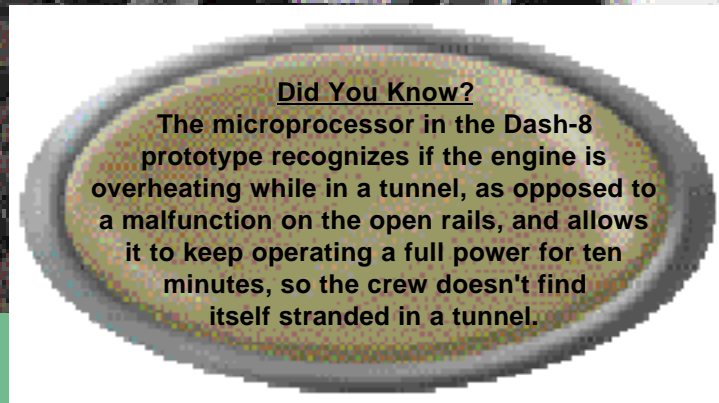 Did You Know?
The microprocessor in the Dash-8
prototype recognizes if the engine is
overheating while in a tunnel, as opposed to
a malfunction on the open rails, and allows
it to keep operating a full power for ten
minutes, so the crew doesn't find
itself stranded in a tunnel.